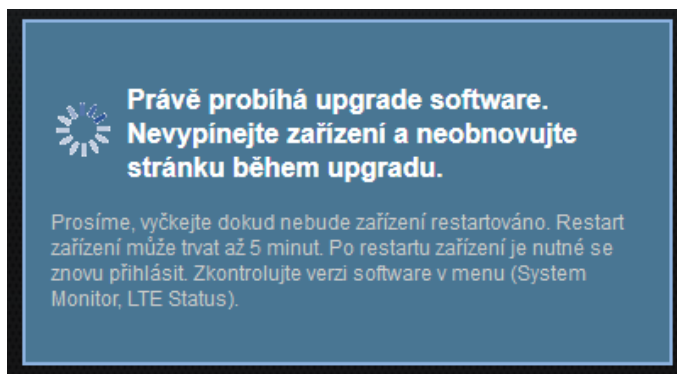 Právě probíhá upgrade software.
Nevypínejte zařízení a neobnovujte
stránku během upgradu.
Prosíme, vyčkejte dokud nebude zařízení restartováno. Restart
zařízení může trvat až 5 minut. Po restartu zařízení je nutné se
znovu přihlásit. Zkontrolujte verzi software v menu (System
Monitor, LTE Status).